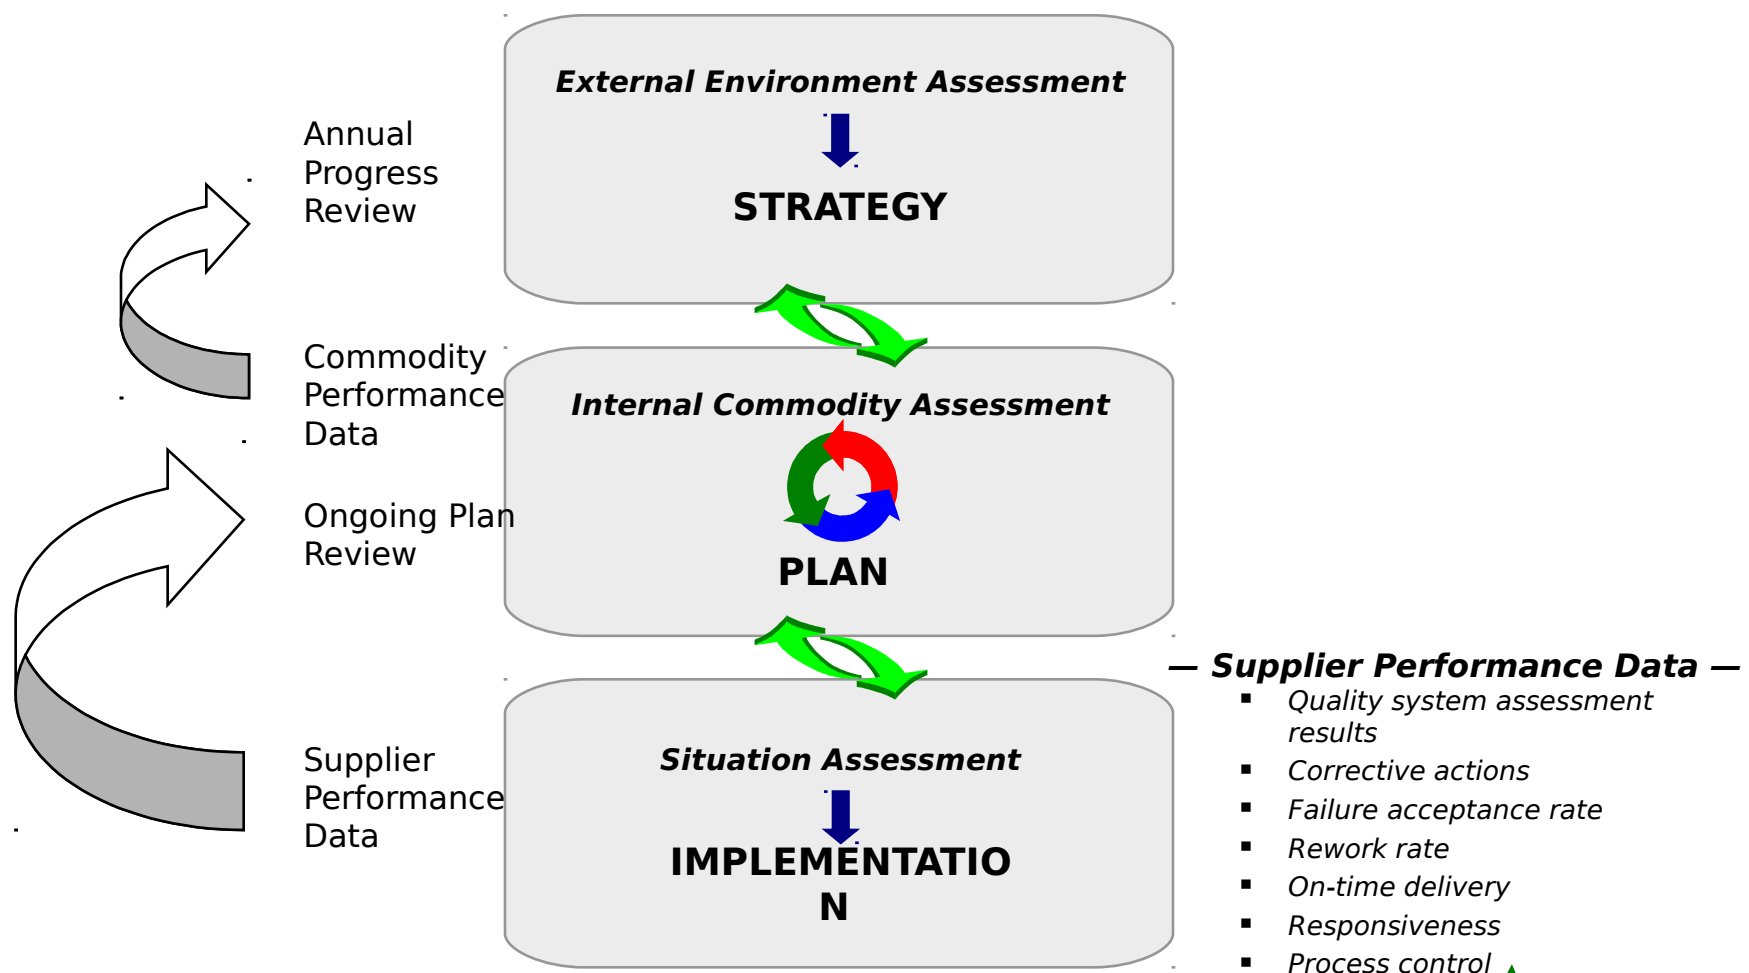 External Environment Assessment
STRATEGY
Annual
Progress
Review
Commodity
Performance
Data
Internal Commodity Assessment
PLAN
Ongoing Plan
Review
Situation Assessment
IMPLEMENTATIO
N
Supplier
Performance
Data
— Supplier Performance Data —
▪ Quality system assessment
results
▪ Corrective actions
▪ Failure acceptance rate
▪ Rework rate
▪ On-time delivery
▪ Responsiveness
▪ Process control